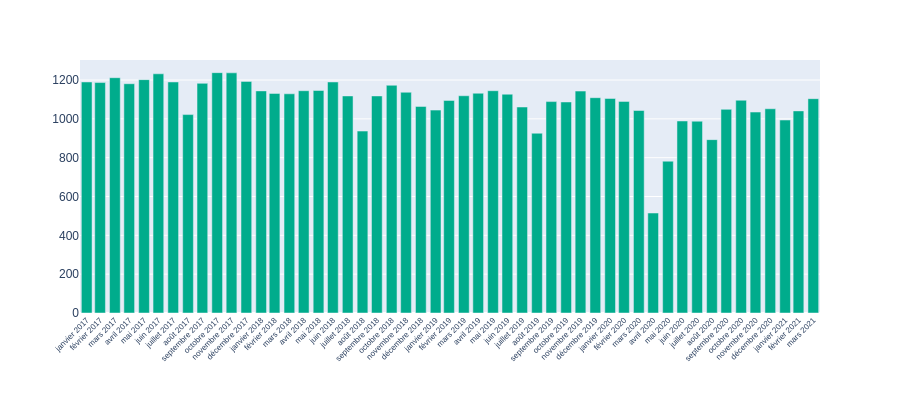 1200
1000
800
600
400
200
0
janvier 2017
février 2017
mars 2017
avril 2017
mai 2017
juin 2017
juillet 2017
août 2017
septembre 2017
octobre 2017
novembre 2017
décembre 2017
janvier 2018
février 2018
mars 2018
avril 2018
mai 2018
juin 2018
juillet 2018
août 2018
septembre 2018
octobre 2018
novembre 2018
décembre 2018
janvier 2019
février 2019
mars 2019
avril 2019
mai 2019
juin 2019
juillet 2019
août 2019
septembre 2019
octobre 2019
novembre 2019
décembre 2019
janvier 2020
février 2020
mars 2020
avril 2020
mai 2020
juin 2020
juillet 2020
août 2020
septembre 2020
octobre 2020
novembre 2020
décembre 2020
janvier 2021
février 2021
mars 2021